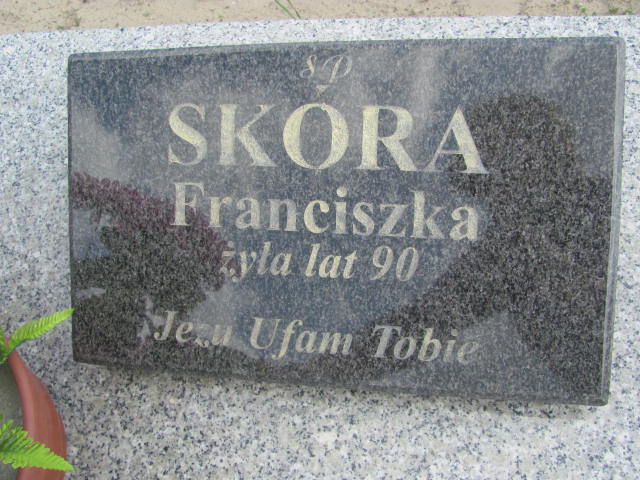 ŚP
SKÓRA
Franciszka
żyła lat 90
Jezu Ufam Tobie